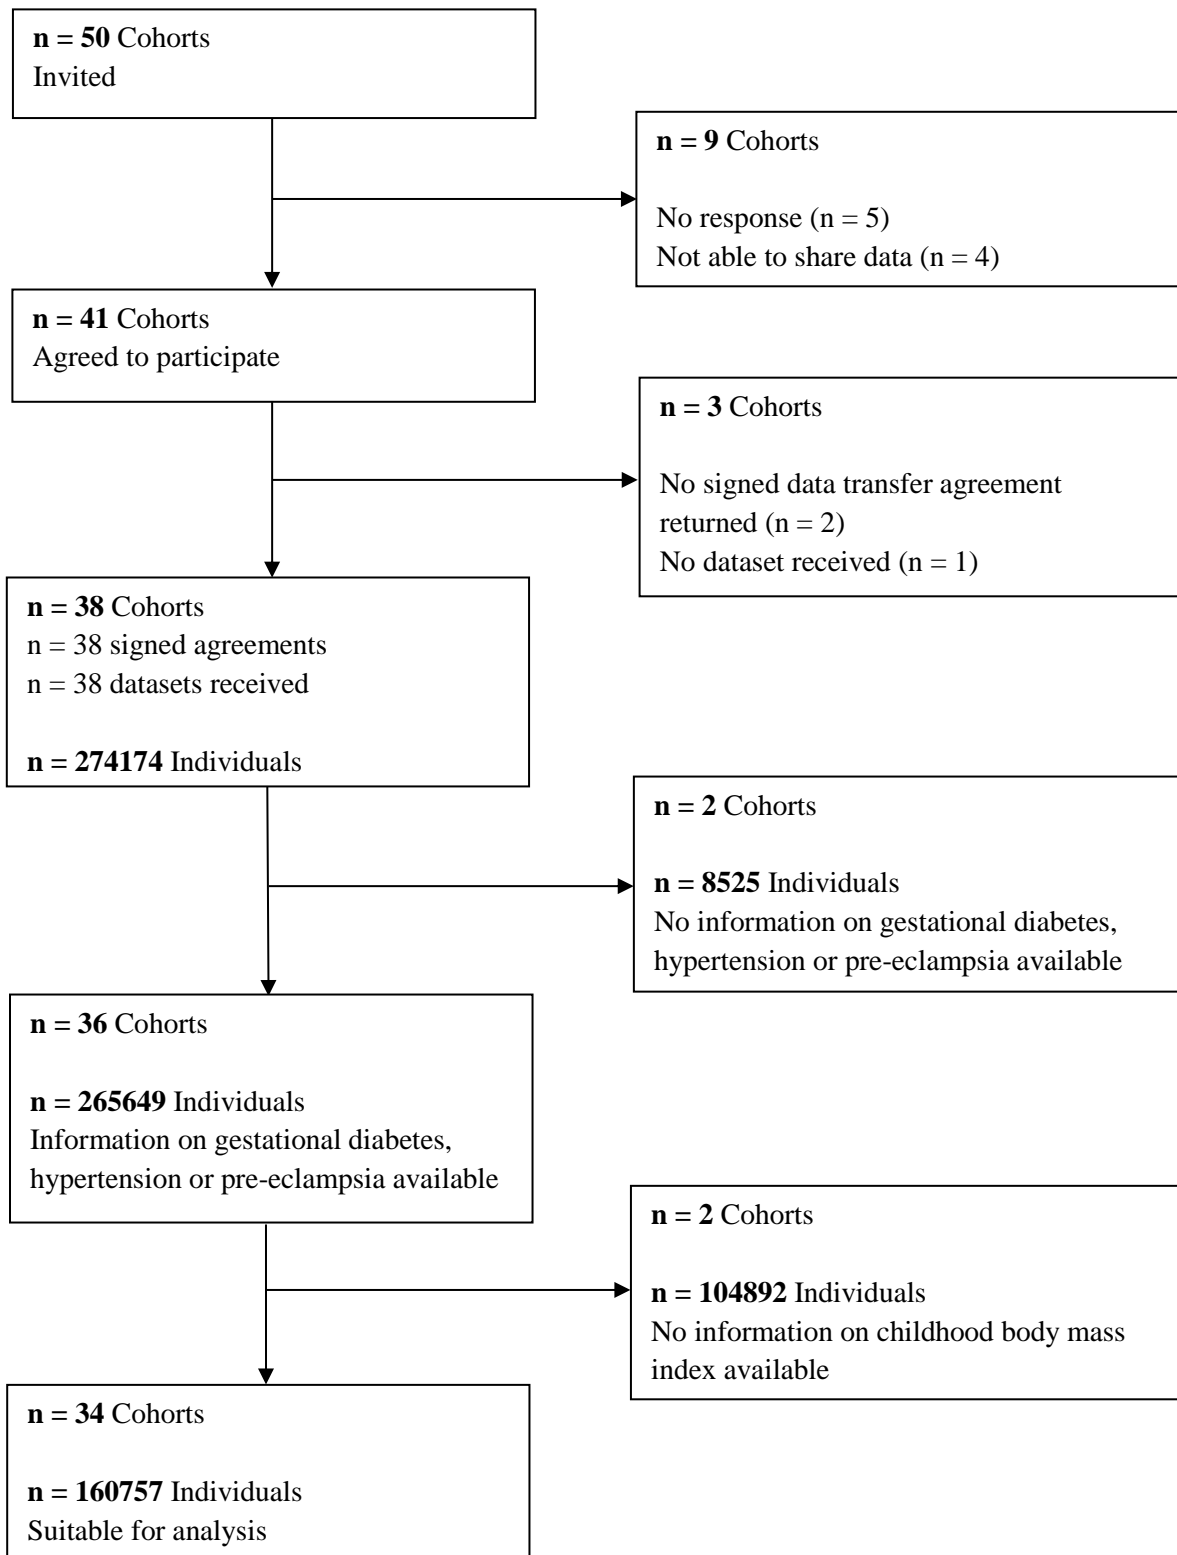 n = 50 Cohorts
Invited
n = 9 Cohorts
No response (n = 5)
Not able to share data (n = 4)
n = 41 Cohorts
Agreed to participate
n = 3 Cohorts
No signed data transfer agreement
returned (n = 2)
No dataset received (n = 1)
n = 38 Cohorts
n = 38 signed agreements
n = 38 datasets received
n = 274174 Individuals
n = 2 Cohorts
n = 8525 Individuals
No information on gestational diabetes,
hypertension or pre-eclampsia available
n = 36 Cohorts
n = 265649 Individuals
Information on gestational diabetes,
hypertension or pre-eclampsia available
n = 2 Cohorts
n = 104892 Individuals
No information on childhood body mass
index available
n = 34 Cohorts
n = 160757 Individuals
Suitable for analysis